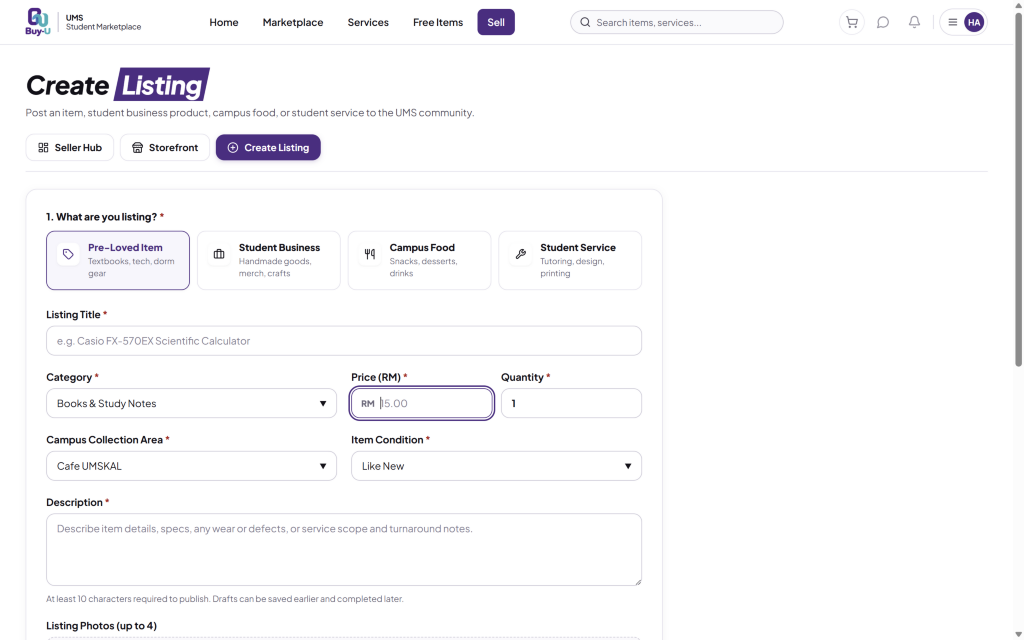 Buy-U
UMS
Student Marketplace
Home
Marketplace
Services
Free Items
Sell
Search items, services...
HA
Create Listing
Post an item, student business product, campus food, or student service to the UMS community.
Seller Hub
Storefront
Create Listing
1. What are you listing? *
Pre-Loved Item
Textbooks, tech, dorm
gear
Student Business
Handmade goods,
merch, crafts
Campus Food
Snacks, desserts,
drinks
Student Service
Tutoring, design,
printing
Listing Title *
e.g. Casio FX-570EX Scientific Calculator
Category *
Price (RM) *
Quantity *
Books & Study Notes
RM 15.00
1
Campus Collection Area *
Item Condition *
Cafe UMSKAL
Like New
Description *
Describe item details, specs, any wear or defects, or service scope and turnaround notes.
At least 10 characters required to publish. Drafts can be saved earlier and completed later.
Listing Photos (up to 4)